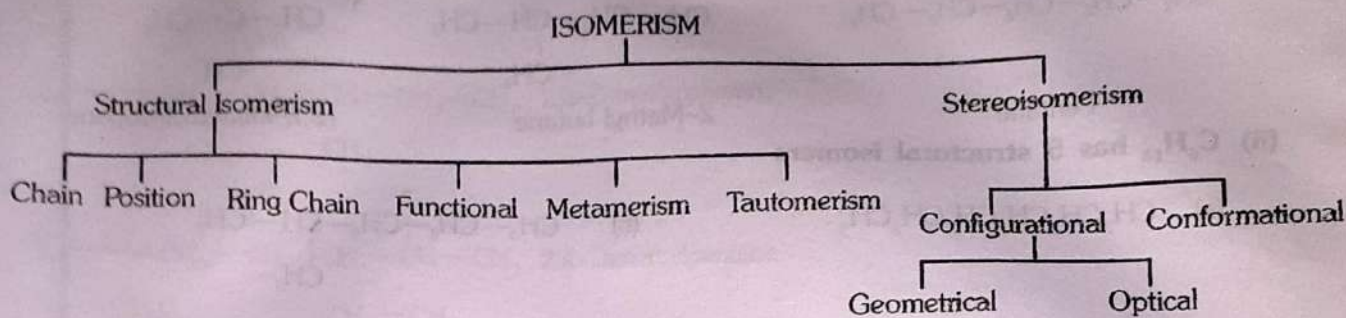 ISOMERISM
Structural Isomerism
Stereoisomerism
Chain Position Ring Chain Functional Metamerism Tautomerism
Configurational Conformational
Geometrical Optical